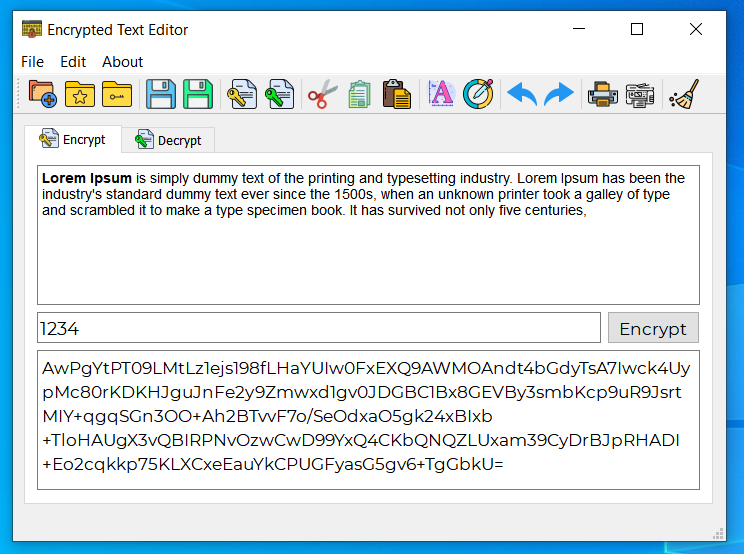 Encrypted Text Editor
File Edit About
Encrypt Decrypt
Lorem Ipsum is simply dummy text of the printing and typesetting industry. Lorem Ipsum has been the
industry's standard dummy text ever since the 1500s, when an unknown printer took a galley of type
and scrambled it to make a type specimen book. It has survived not only five centuries,
1234
Encrypt
AwPgYtPT09LMtLz1ejs198fLHaYUIw0FxEXQ9AWMOAndt4bGdyTsA7Iwck4Uy
pMc80rKDKHJguJnFe2y9Zmwxd1gv0JDGBC1Bx8GEVBy3smbKcp9uR9Jsrt
MIY+qgqSGn3OO+Ah2BTvvF7o/SeOdxaO5gk24xBIxb
+TloHAUgX3vQBIRPNvOzwCwD99YxQ4CKbQNQZLUxam39CyDrBJpRHADI
+Eo2cqkkp75KLXCxeEauYkCPUGFyasG5gv6+TgGbkU=